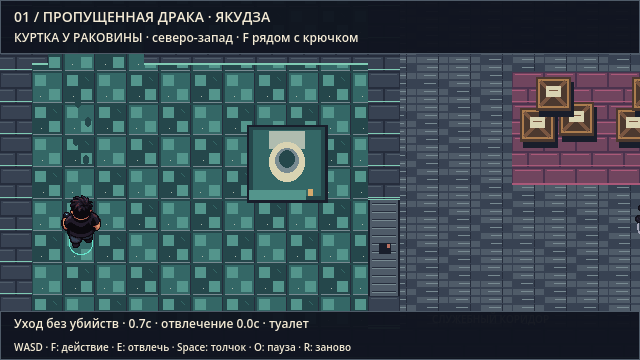 01 / ПРОПУЩЕННАЯ ДРАКА · ЯКУДЗА
КУРТКА У РАКОВИНЫ · северо-запад · F рядом с крючком
Уход без убийств · 0.7с · отвлечение 0.0с · туалет
WASD · F: действие · E: отвлечь · Space: толчок · O: пауза · R: заново